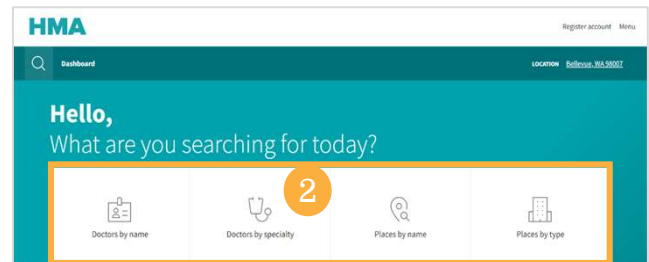 HMA
Register account Menu
Dashboard
LOCATION Bellevue, WA 98007
Hello,
What are you searching for today?
2
Doctors by name Doctors by specialty Places by name Places by type